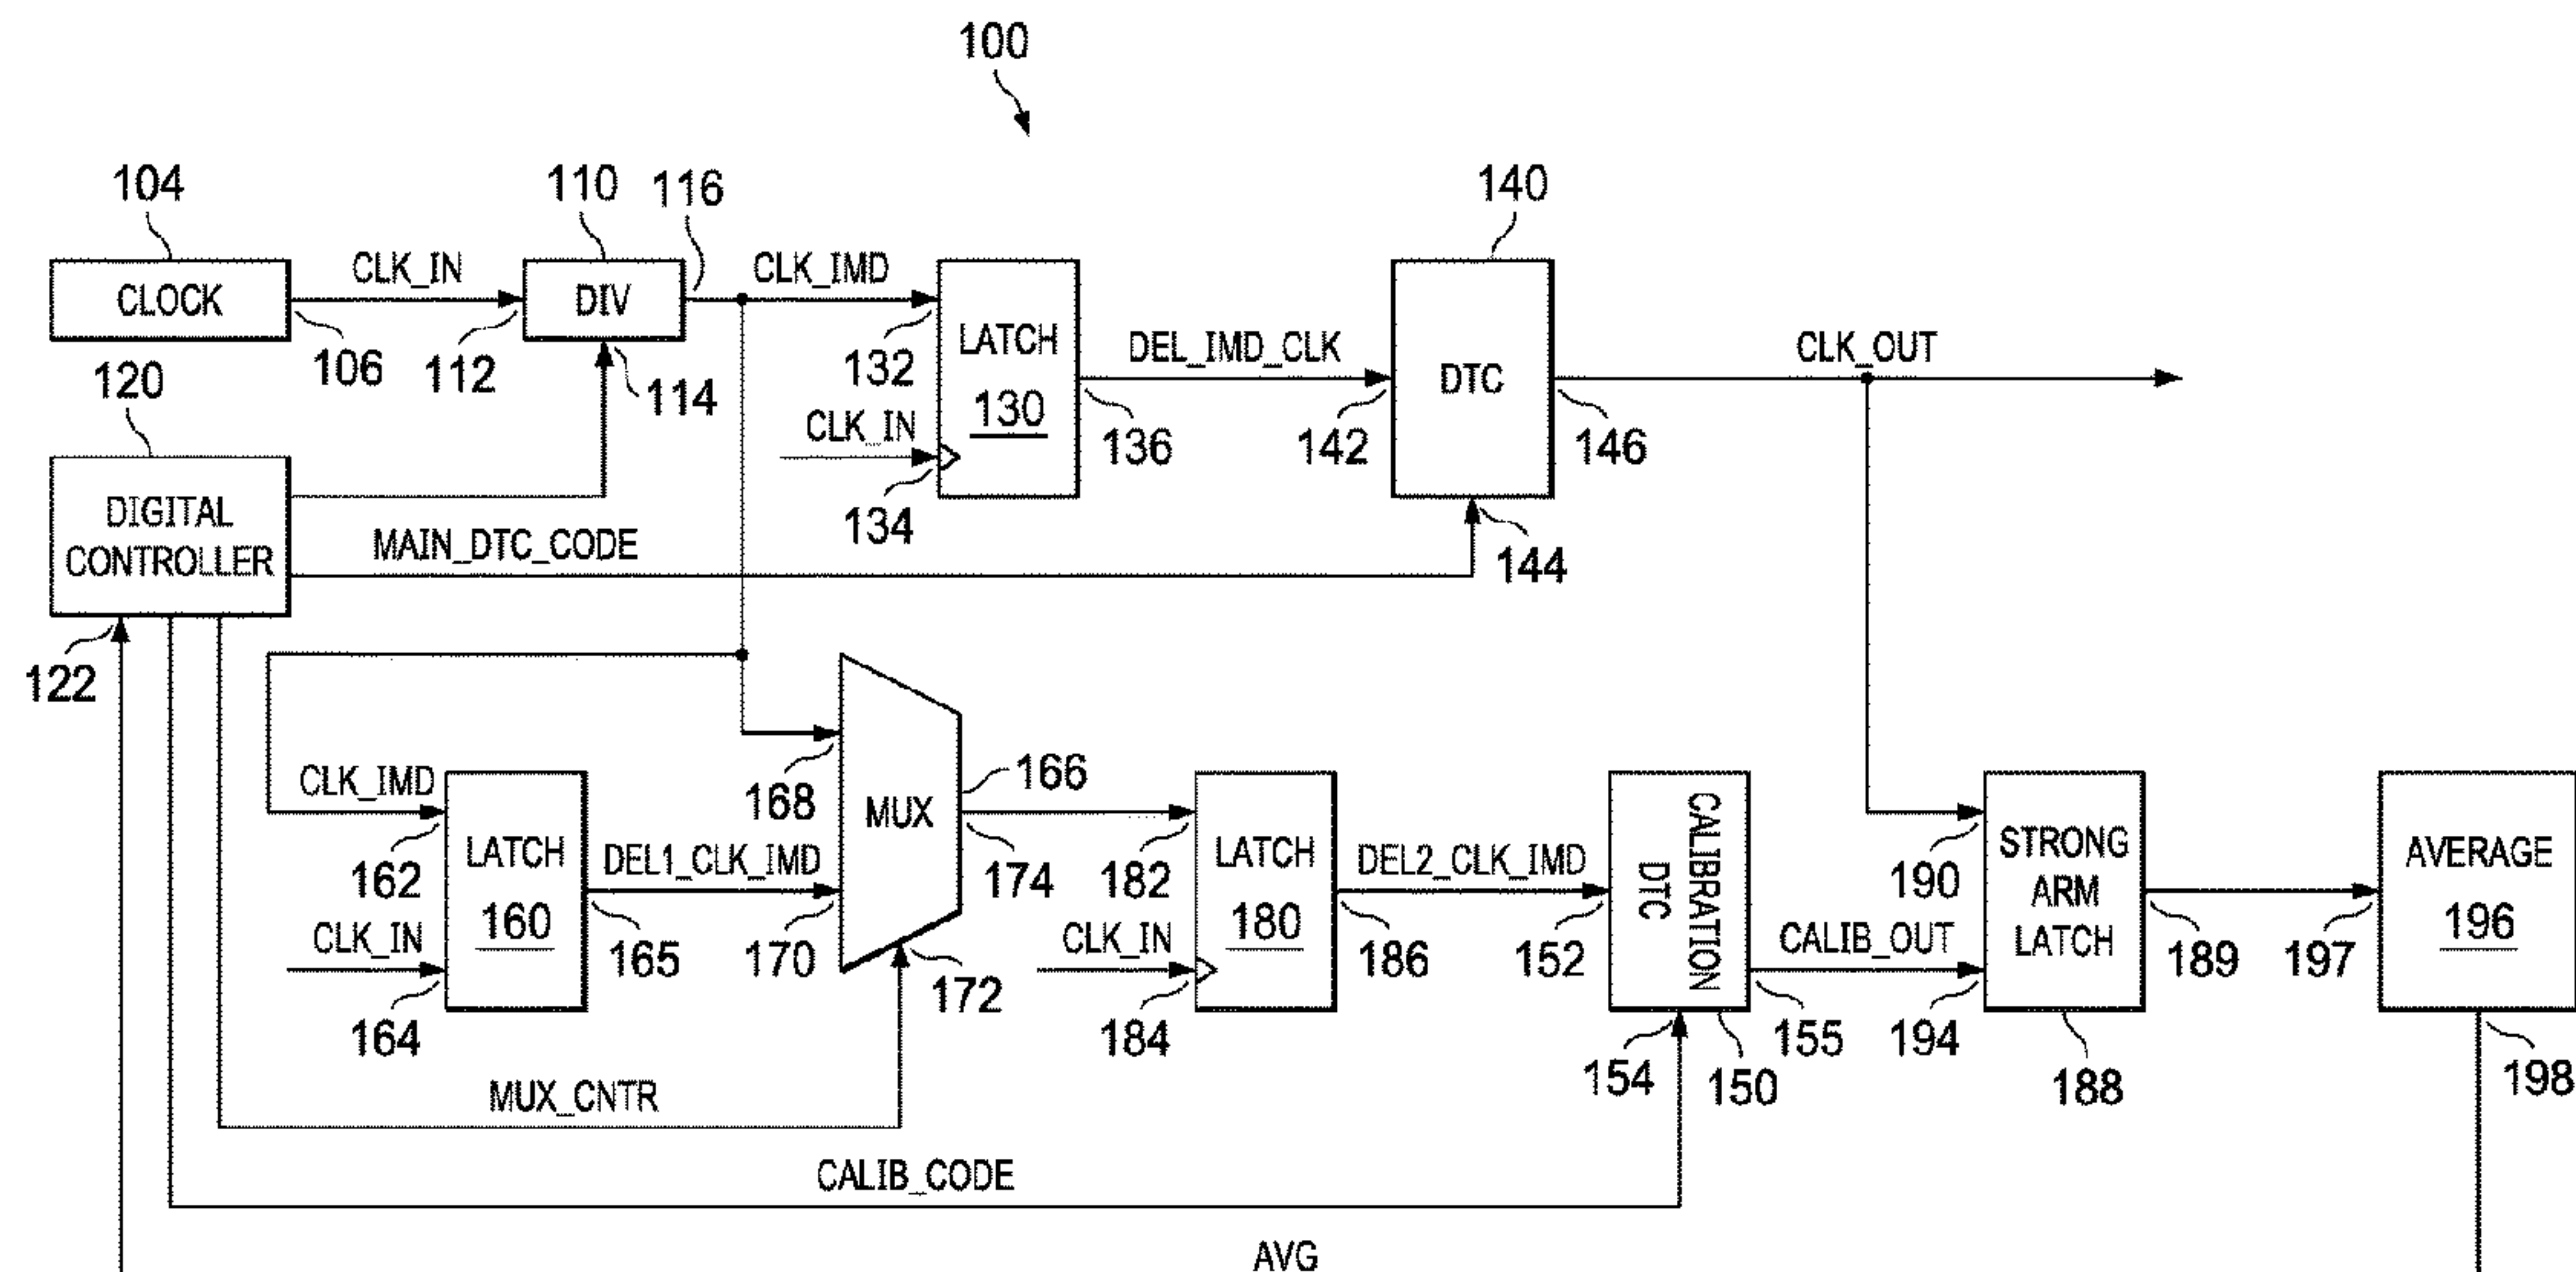 100
104
110
116
140
CLOCK
CLK_IN
DIV
CLK_IMD
LATCH
130
DEL_IMD_CLK
DTC
CLK_OUT
106
112
114
132
CLK_IN
134
136
142
146
144
120
DIGITAL
CONTROLLER
MAIN_DTC_CODE
122
CLK_IMD
162
LATCH
160
CLK_IN
164
DEL1_CLK_IMD
165
168
170
MUX
166
174
172
182
LATCH
180
CLK_IN
184
DEL2_CLK_IMD
186
152
CALIBRATION
DTC
154
150
155
CALIB_OUT
190
194
STRONG
ARM
LATCH
188
189
197
AVERAGE
196
198
MUX_CNTR
CALIB_CODE
AVG